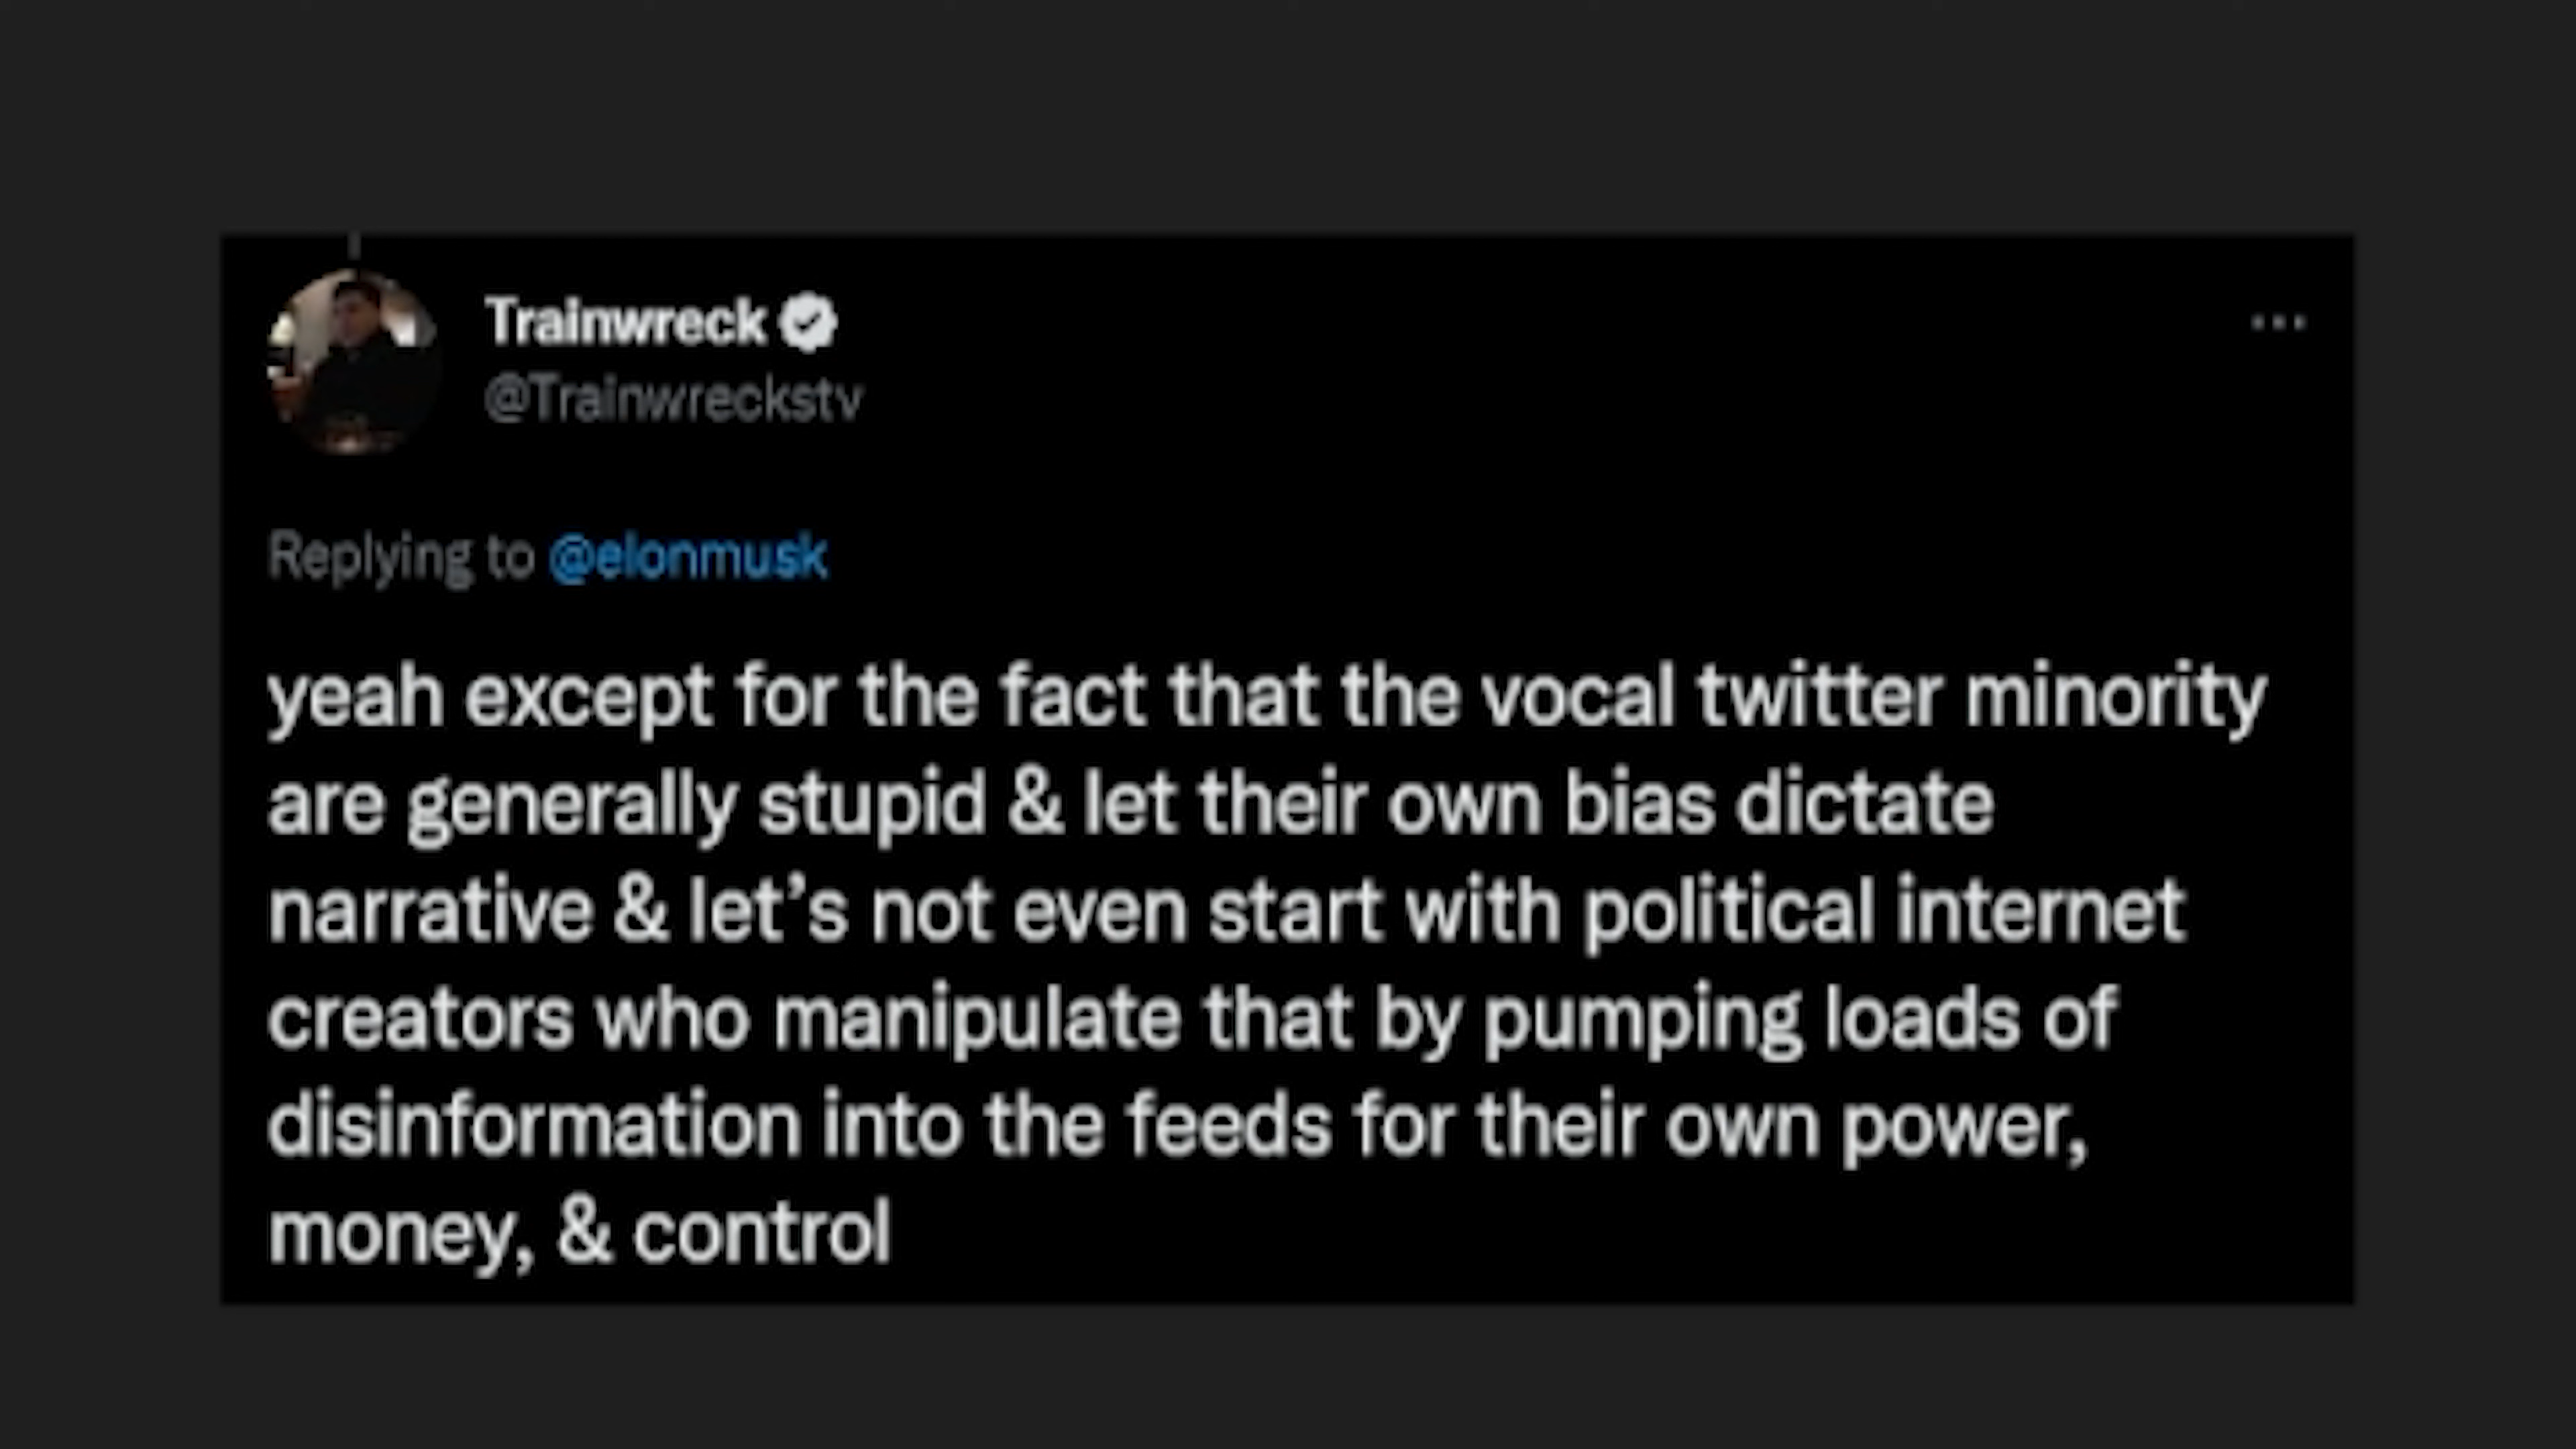 Trainwreck
@Trainwreckstv
Replying to @elonmusk
yeah except for the fact that the vocal twitter minority
are generally stupid & let their own bias dictate
narrative & let’s not even start with political internet
creators who manipulate that by pumping loads of
disinformation into the feeds for their own power,
money, & control